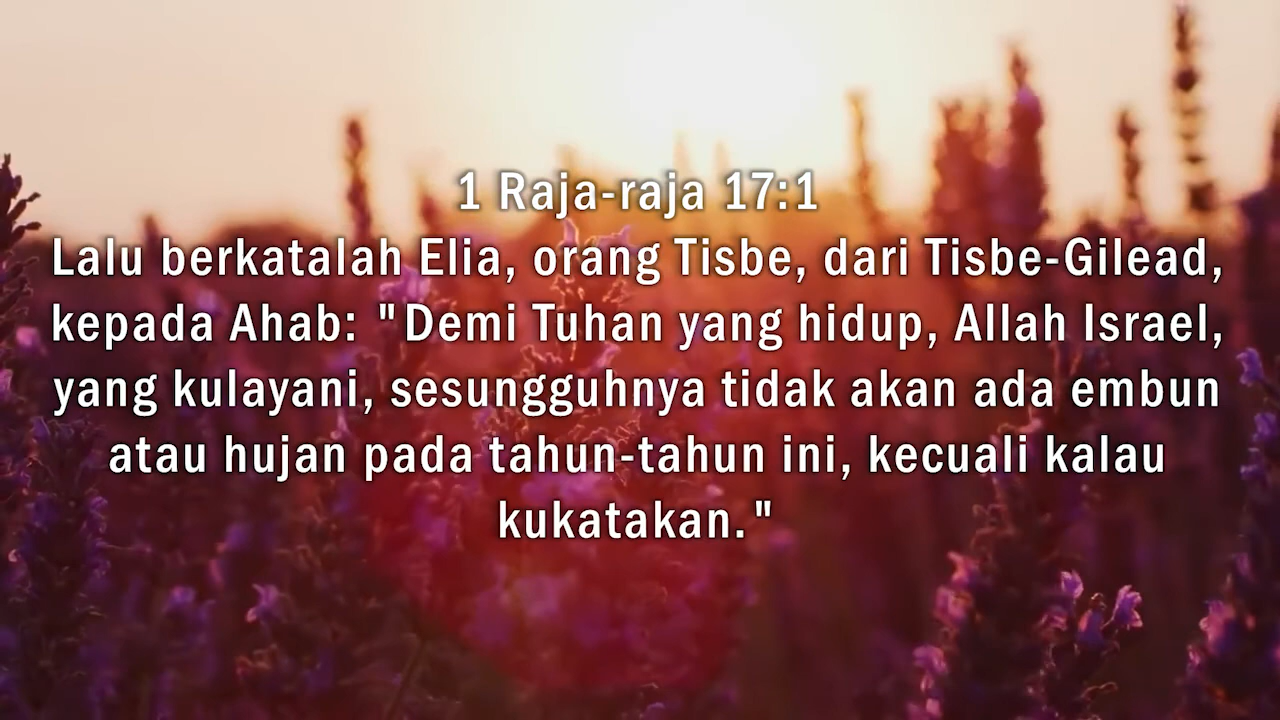 1 Raja-raja 17:1
Lalu berkatalah Elia, orang Tisbe, dari Tisbe-Gilead,
kepada Ahab: "Demi Tuhan yang hidup, Allah Israel,
yang kulayani, sesungguhnya tidak akan ada embun
atau hujan pada tahun-tahun ini, kecuali kalau
kukatakan."